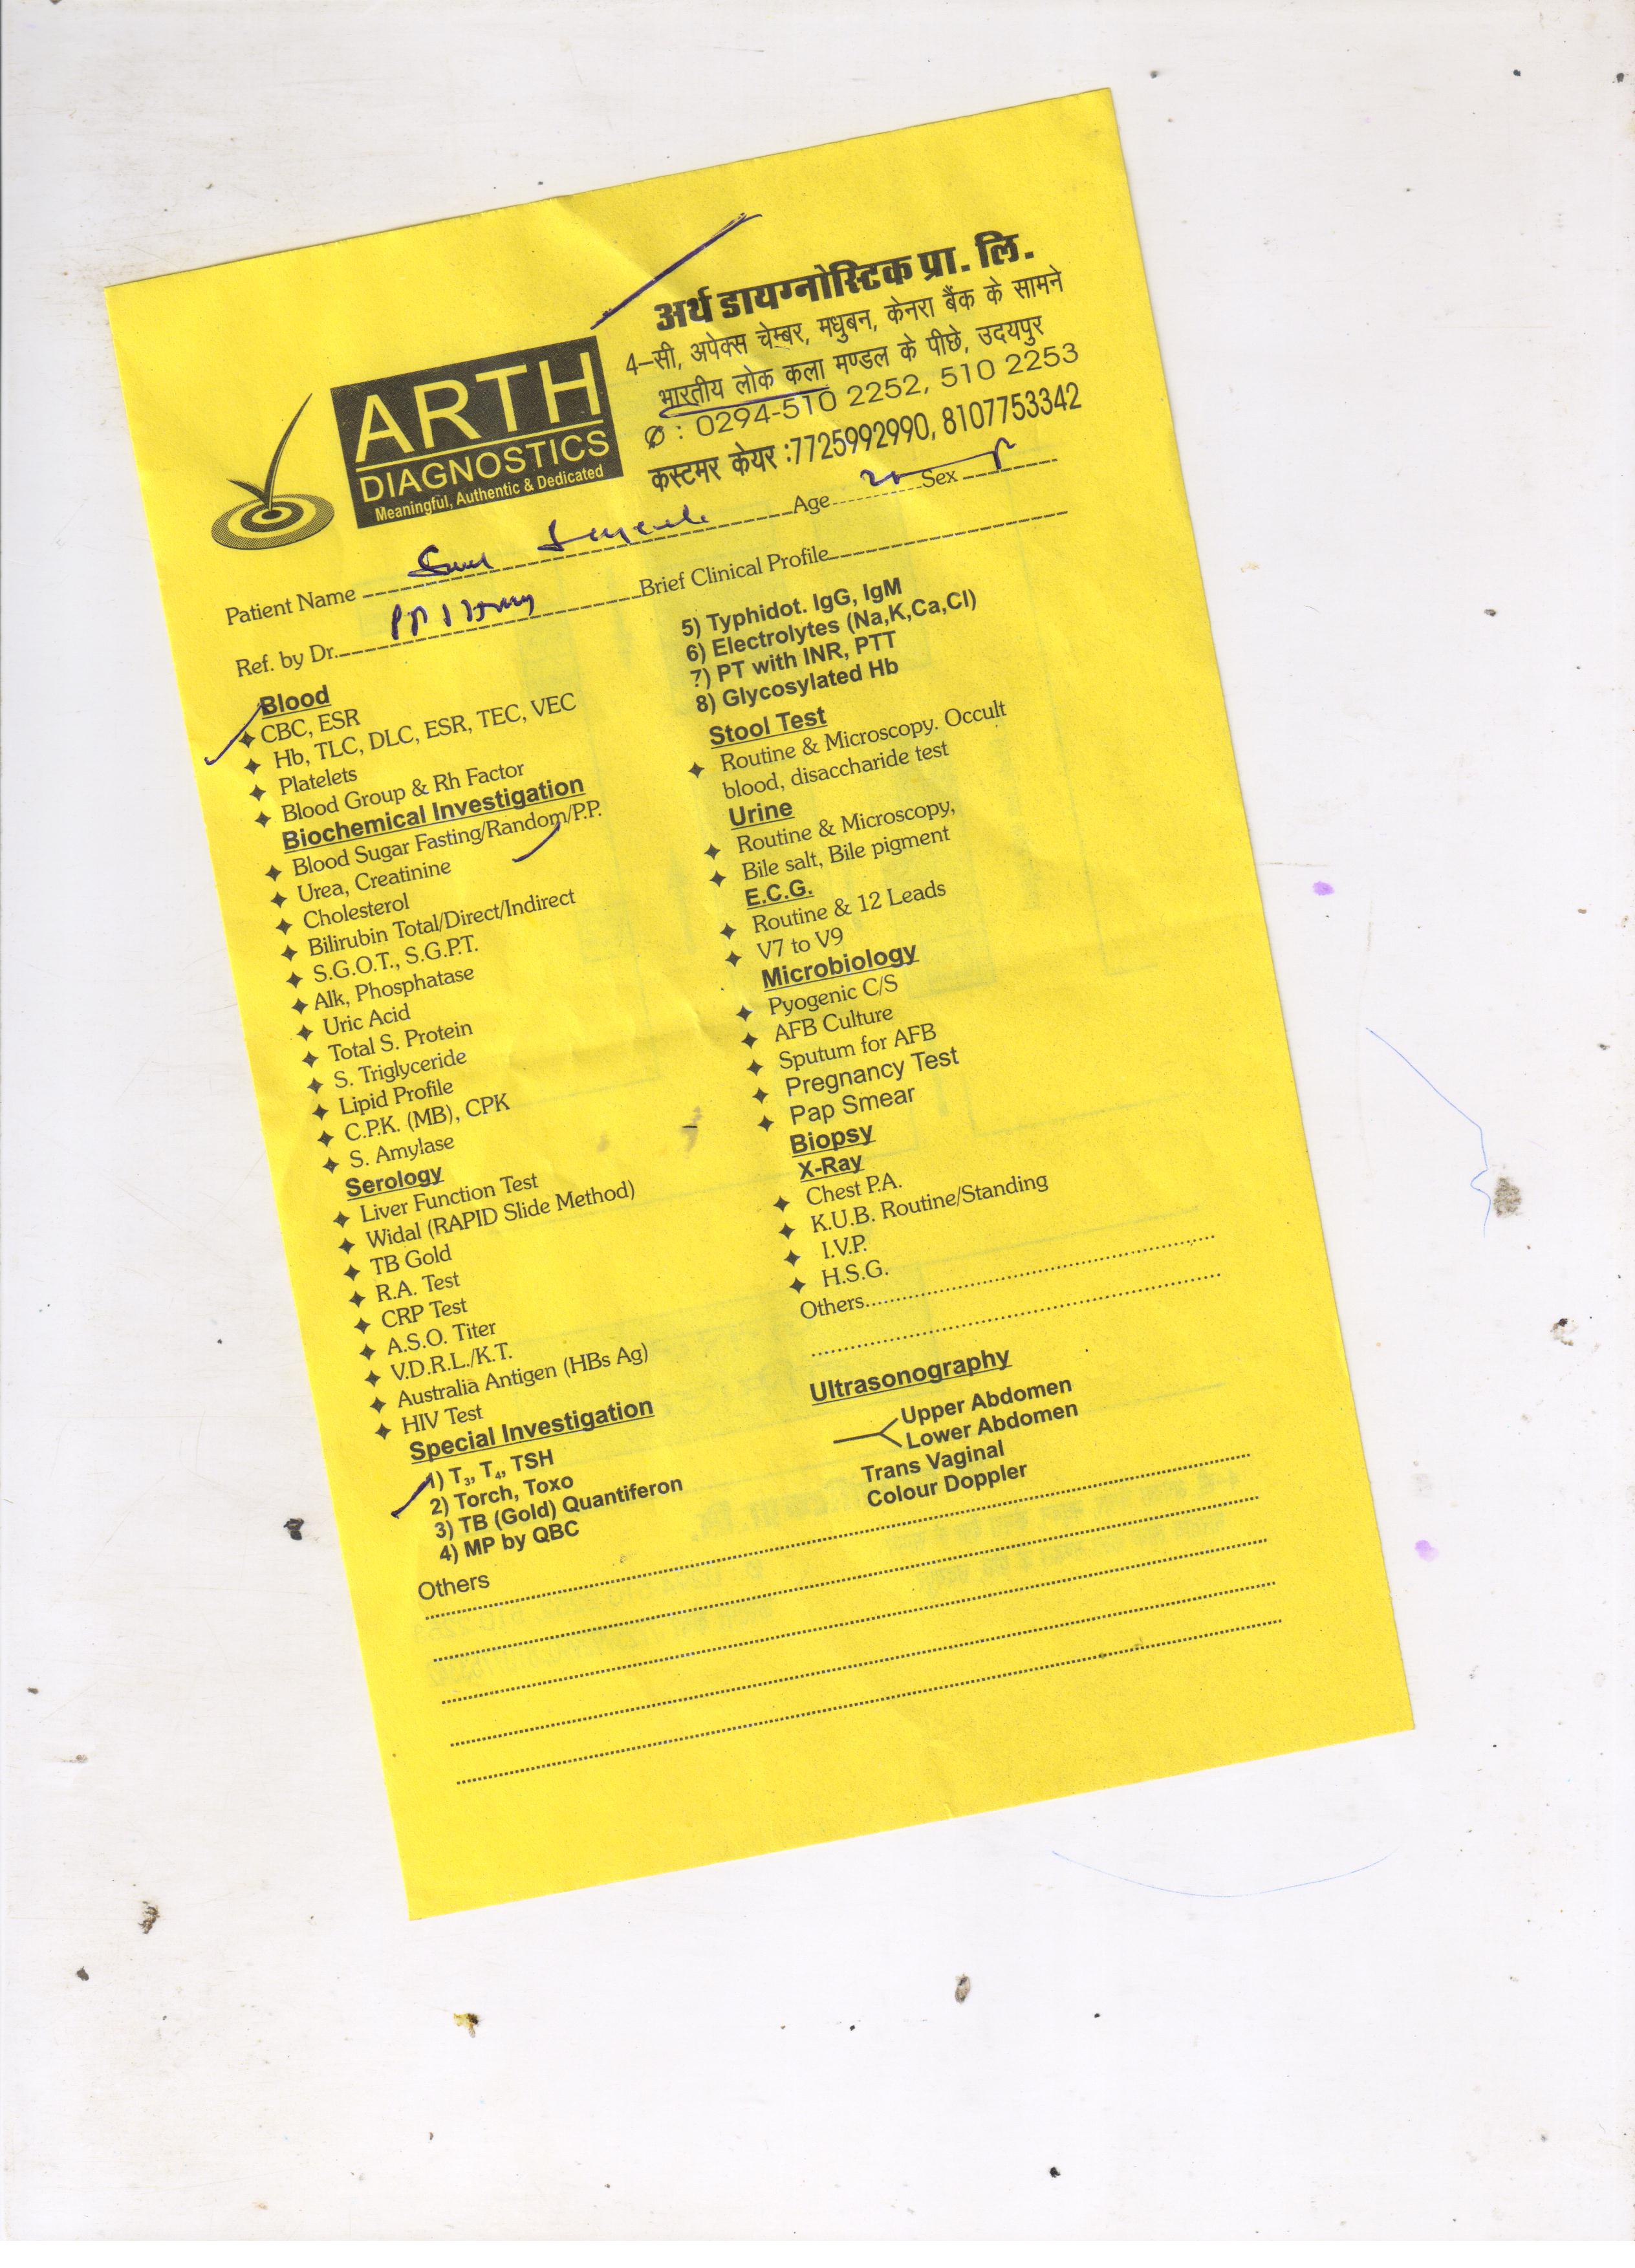 अर्थ डायग्नोस्टिक प्रा. लि.
4-सी, अपेक्स चेम्बर, मधुबन, केनरा बैंक के सामने
भारतीय लोक कला मण्डल के पीछे, उदयपुर
✆ : 0294-510 2252, 510 2253
कस्टमर केयर :7725992990, 8107753342
ARTH
DIAGNOSTICS
Meaningful, Authentic & Dedicated
Patient Name Age Sex
Ref. by Dr. Brief Clinical Profile
Blood
CBC, ESR
Hb, TLC, DLC, ESR, TEC, VEC
Platelets
Blood Group & Rh Factor
Biochemical Investigation
Blood Sugar Fasting/Random/P.P.
Urea, Creatinine
Cholesterol
Bilirubin Total/Direct/Indirect
S.G.O.T., S.G.P.T.
Alk, Phosphatase
Uric Acid
Total S. Protein
S. Triglyceride
Lipid Profile
C.P.K. (MB), CPK
S. Amylase
Serology
Liver Function Test
Widal (RAPID Slide Method)
TB Gold
R.A. Test
CRP Test
A.S.O. Titer
V.D.R.L./K.T.
Australia Antigen (HBs Ag)
HIV Test
Special Investigation
1) T3, T4, TSH
2) Torch, Toxo
3) TB (Gold) Quantiferon
4) MP by QBC
Others
5) Typhidot. IgG, IgM
6) Electrolytes (Na,K,Ca,Cl)
7) PT with INR, PTT
8) Glycosylated Hb
Stool Test
Routine & Microscopy. Occult
blood, disaccharide test
Urine
Routine & Microscopy,
Bile salt, Bile pigment
E.C.G.
Routine & 12 Leads
V7 to V9
Microbiology
Pyogenic C/S
AFB Culture
Sputum for AFB
Pregnancy Test
Pap Smear
Biopsy
X-Ray
Chest P.A.
K.U.B. Routine/Standing
I.V.P.
H.S.G.
Others
Ultrasonography
Upper Abdomen
Lower Abdomen
Trans Vaginal
Colour Doppler